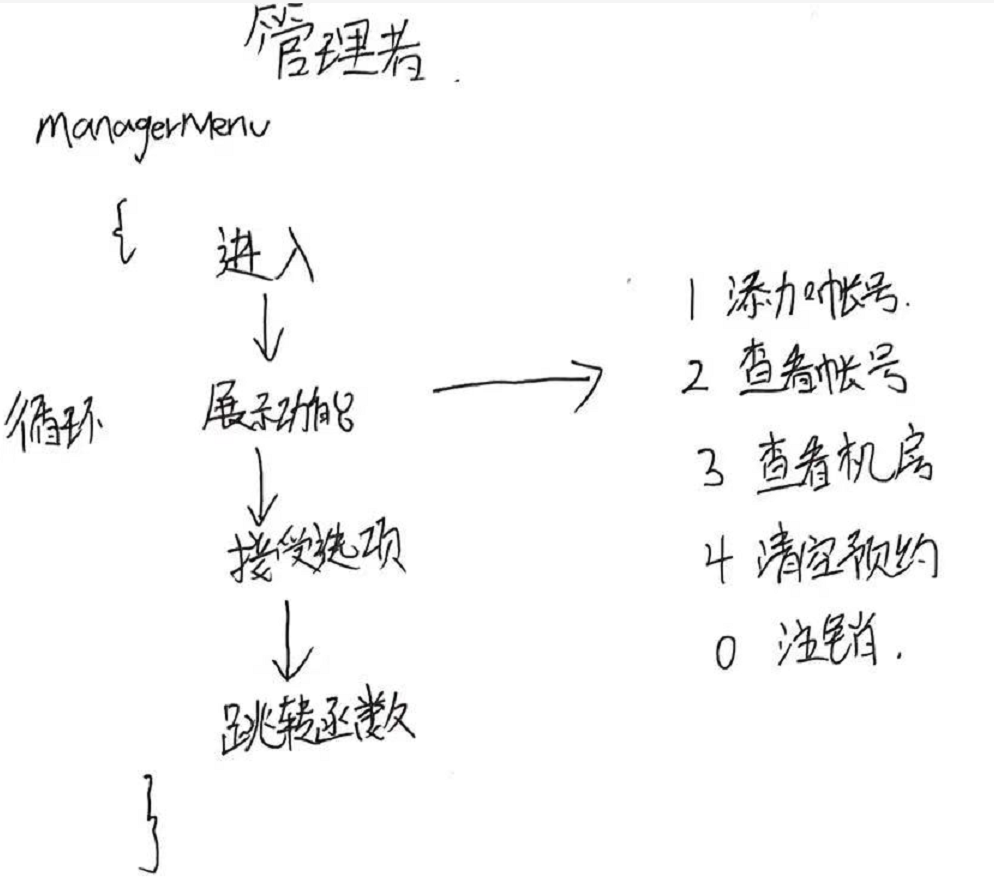 管理者.
managerMenu
{
进入
循环
展示功能
接受选项
跳转函数
}
1 添加帐号.
2 查看帐号
3 查看机房
4 清空预约
0 注销.